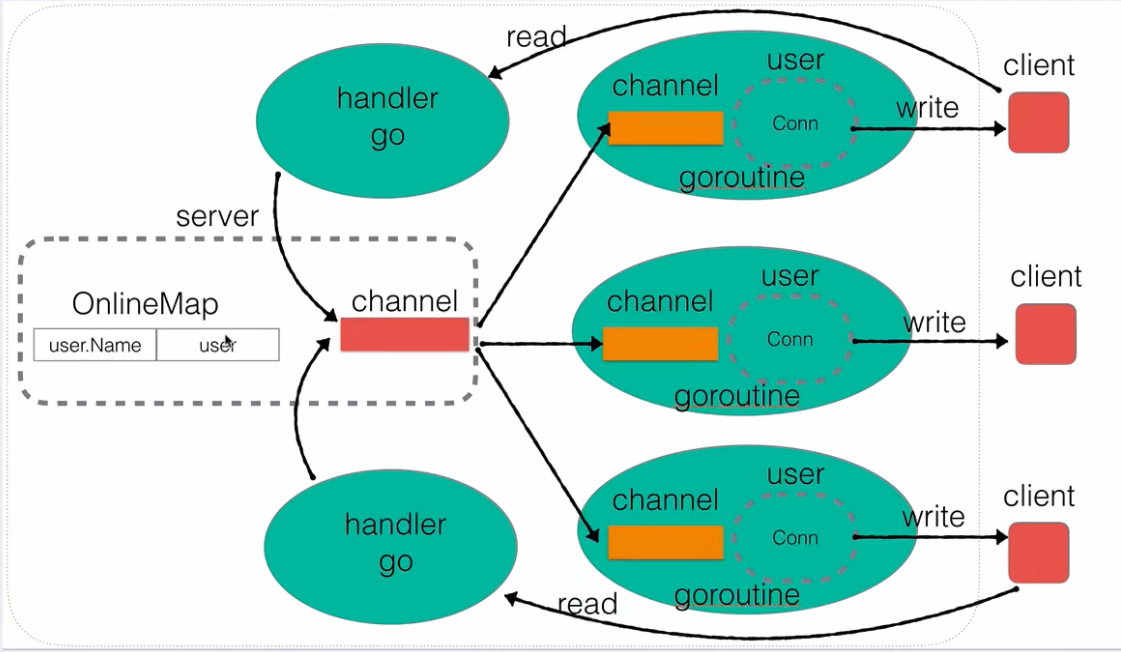 read
handler
go
user
channel
Conn
goroutine
write
client
server
OnlineMap
user.Name
user
channel
user
channel
Conn
goroutine
write
client
handler
go
read
user
channel
Conn
goroutine
write
client